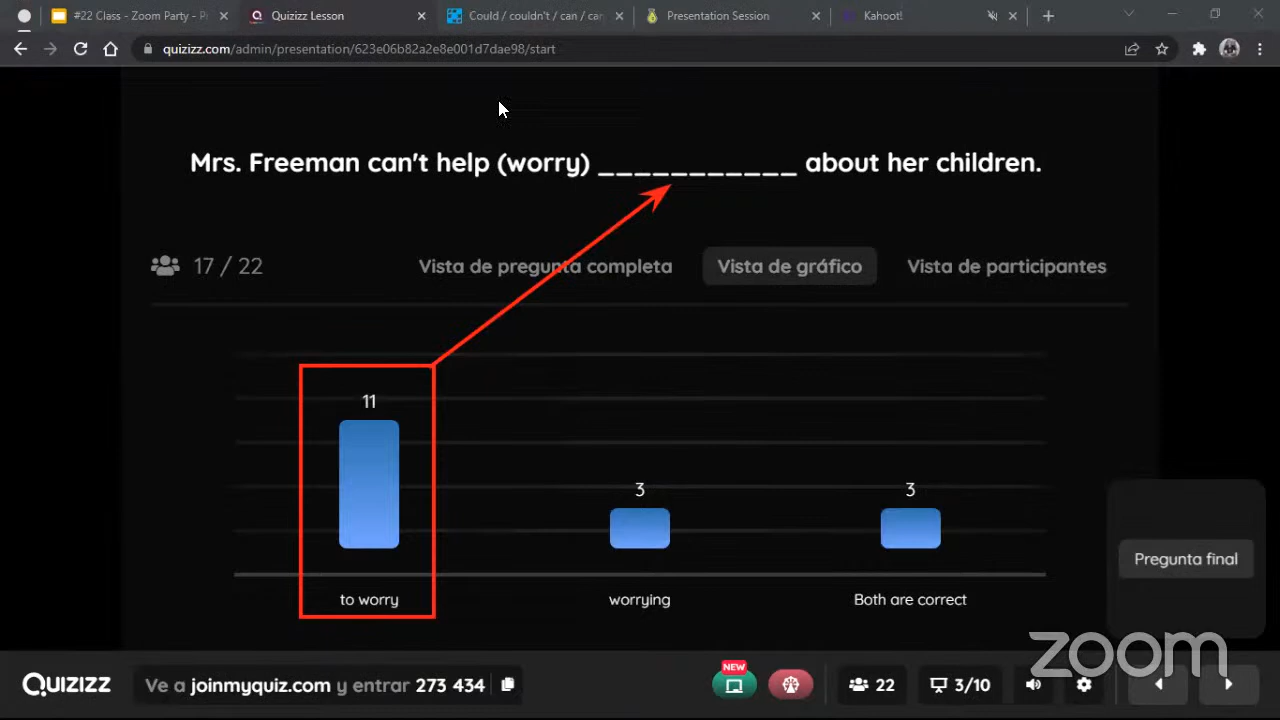 #22 Class - Zoom Party - P
Quizizz Lesson
Could / couldn't / can / ca
Presentation Session
Kahoot!
quizizz.com/admin/presentation/623e06b82a2e8e001d7dae98/start
Mrs. Freeman can't help (worry) ___________ about her children.
17 / 22
Vista de pregunta completa
Vista de gráfico
Vista de participantes
11
3
3
to worry
worrying
Both are correct
Pregunta final
zoom
Quizizz
Ve a joinmyquiz.com y entrar 273 434
NEW
22
3/10